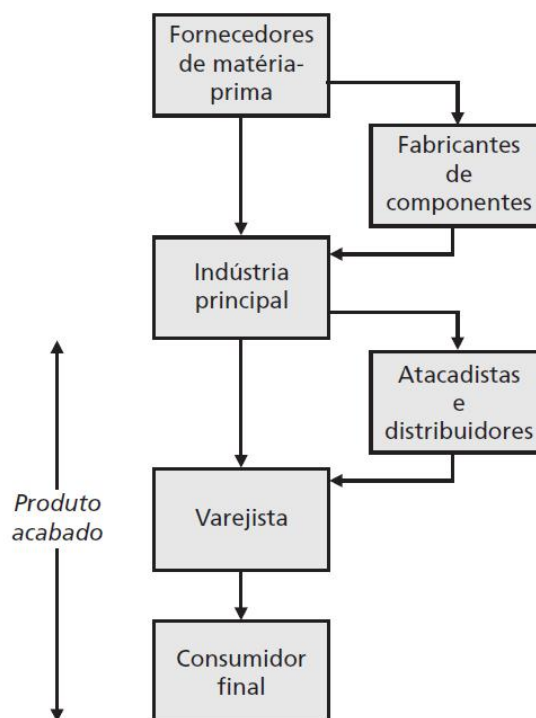 Fornecedores
de matéria-
prima
Fabricantes
de
componentes
Indústria
principal
Atacadistas
e
distribuidores
Produto
acabado
Varejista
Consumidor
final